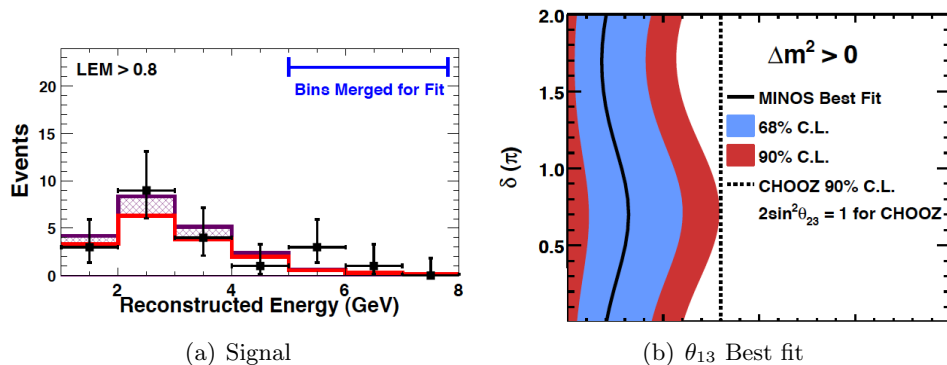 LEM > 0.8
Bins Merged for Fit
Events
20
15
10
5
0
2 4 6 8
Reconstructed Energy (GeV)
(a) Signal
2.0
1.5
1.0
0.5
δ (π)
Δm² > 0
MINOS Best Fit
68% C.L.
90% C.L.
CHOOZ 90% C.L.
2sin²θ₂₃ = 1 for CHOOZ
(b) θ₁₃ Best fit